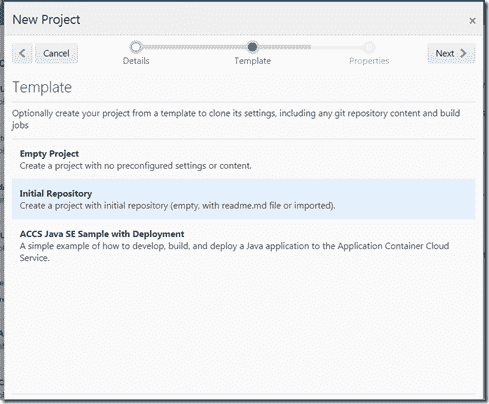 New Project
×
Cancel
Next
Details
Template
Properties
Template
Optionally create your project from a template to clone its settings, including any git repository content and build
jobs
Empty Project
Create a project with no preconfigured settings or content.
Initial Repository
Create a project with initial repository (empty, with readme,md file or imported).
ACCS Java SE Sample with Deployment
A simple example of how to develop, build, and deploy a Java application to the Application Container Cloud
Service.